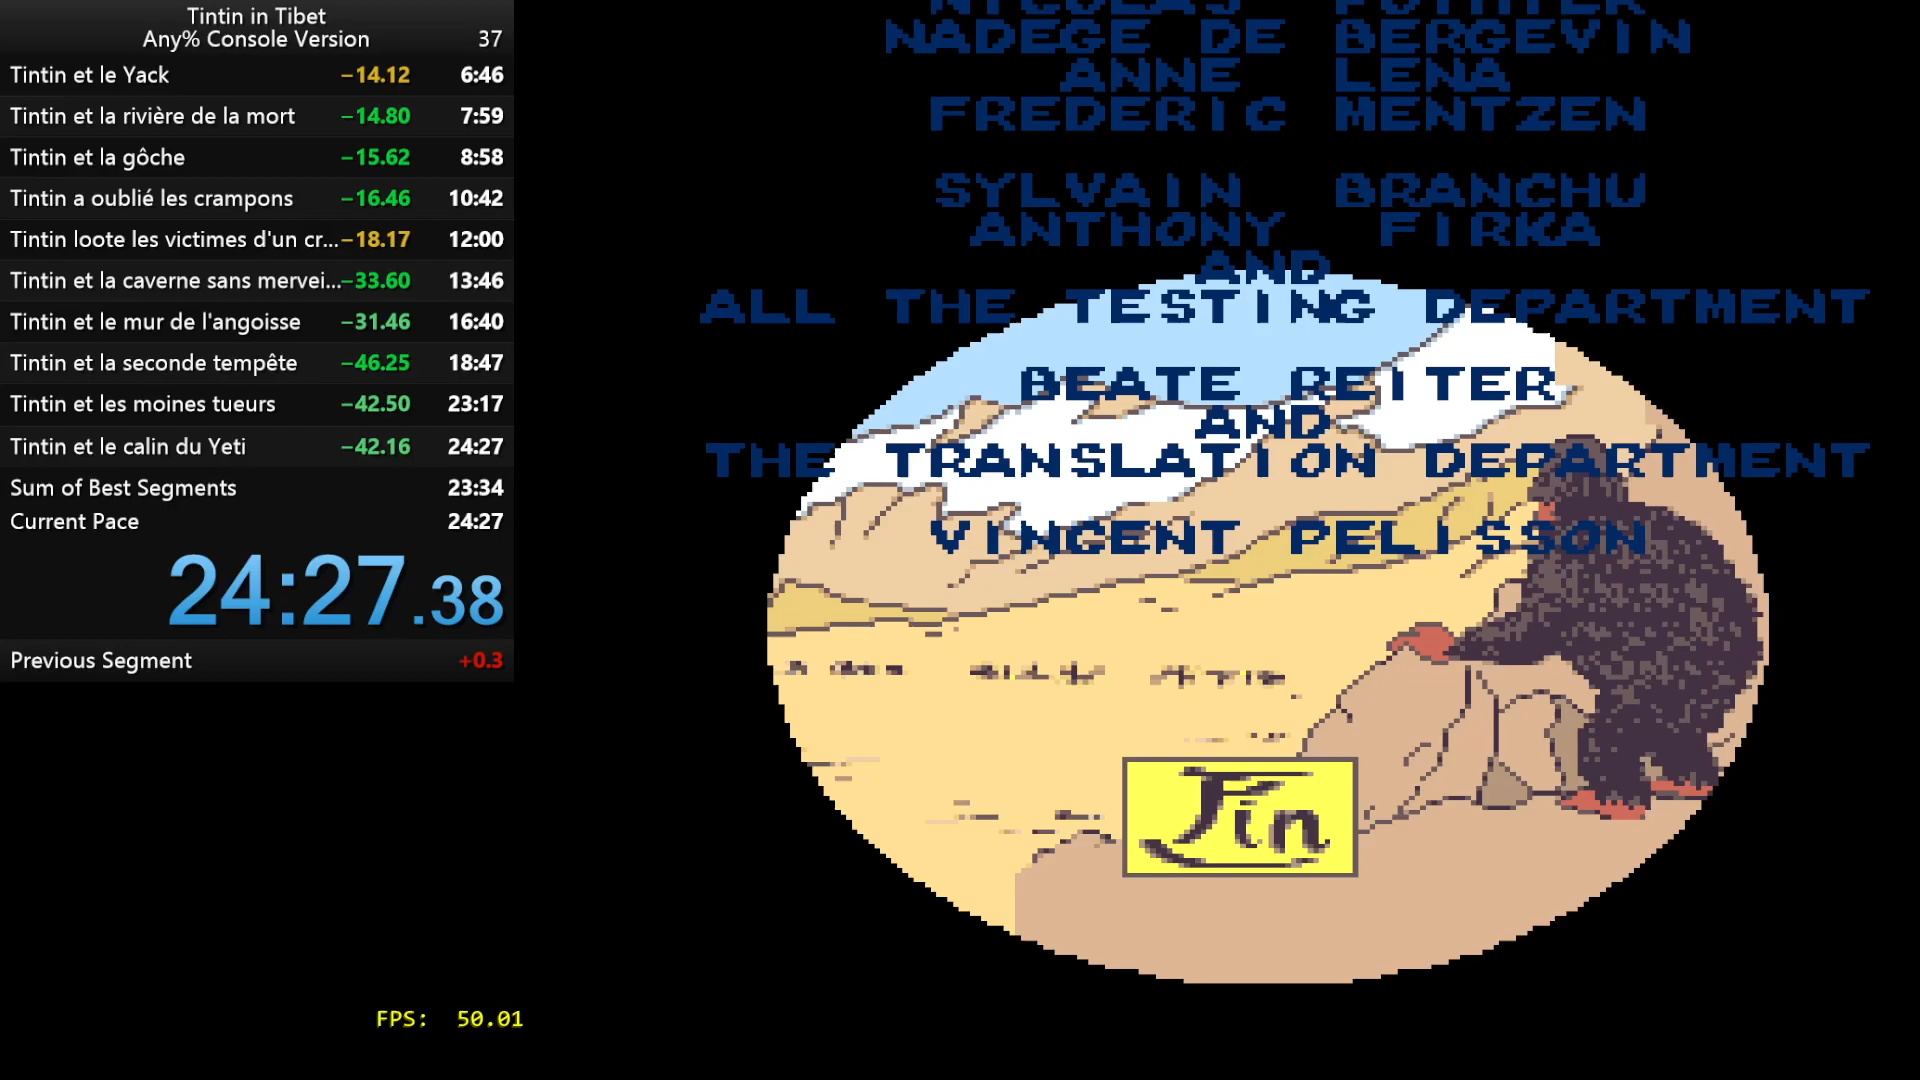 Tintin in Tibet
Any% Console Version 37
Tintin et le Yack −14.12 6:46
Tintin et la rivière de la mort −14.80 7:59
Tintin et la gôche −15.62 8:58
Tintin a oublié les crampons −16.46 10:42
Tintin loote les victimes d'un cr... −18.17 12:00
Tintin et la caverne sans mervei... −33.60 13:46
Tintin et le mur de l'angoisse −31.46 16:40
Tintin et la seconde tempête −46.25 18:47
Tintin et les moines tueurs −42.50 23:17
Tintin et le calin du Yeti −42.16 24:27
Sum of Best Segments 23:34
Current Pace 24:27
24:27.38
Previous Segment +0.3
FPS: 50.01
NADEGE DE BERGEVIN
ANNE LENA
FREDERIC MENTZEN
SYLVAIN BRANCHU
ANTHONY FIRKA
AND
ALL THE TESTING DEPARTMENT
BEATE REITER
AND
THE TRANSLATION DEPARTMENT
VINCENT PELISSON
Fin